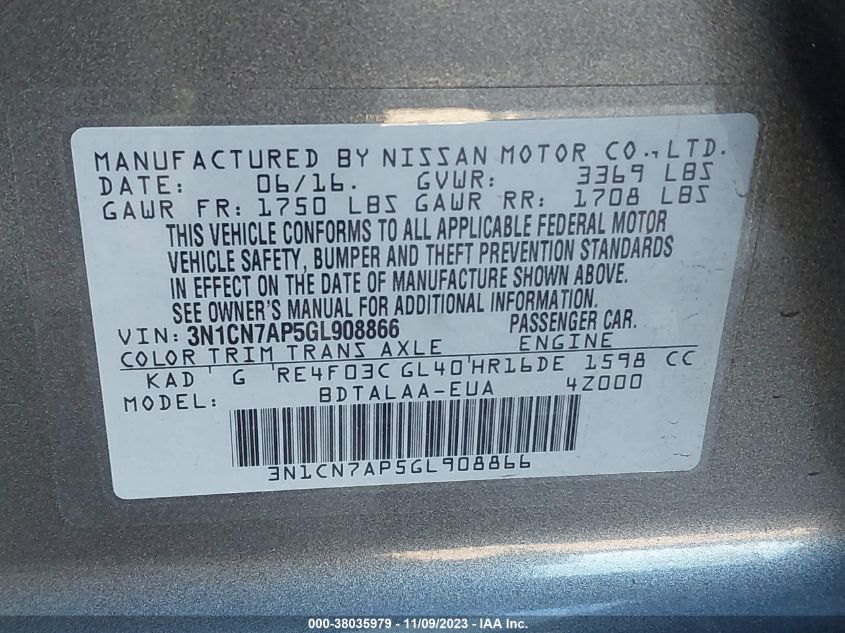 MANUFACTURED BY NISSAN MOTOR CO., LTD.
DATE: 06/16. GVWR: 3369 LBS
GAWR FR: 1750 LBS GAWR RR: 1708 LBS
THIS VEHICLE CONFORMS TO ALL APPLICABLE FEDERAL MOTOR
VEHICLE SAFETY, BUMPER AND THEFT PREVENTION STANDARDS
IN EFFECT ON THE DATE OF MANUFACTURE SHOWN ABOVE.
SEE OWNER'S MANUAL FOR ADDITIONAL INFORMATION.
VIN: 3N1CN7AP5GL908866 PASSENGER CAR.
COLOR TRIM TRANS AXLE ENGINE
KAD G RE4F03C GL40 HR16DE 1598 CC
MODEL: BDTALAA-EUA 4Z000
3N1CN7AP5GL908866
000-38035979 - 11/09/2023 - IAAI Inc.